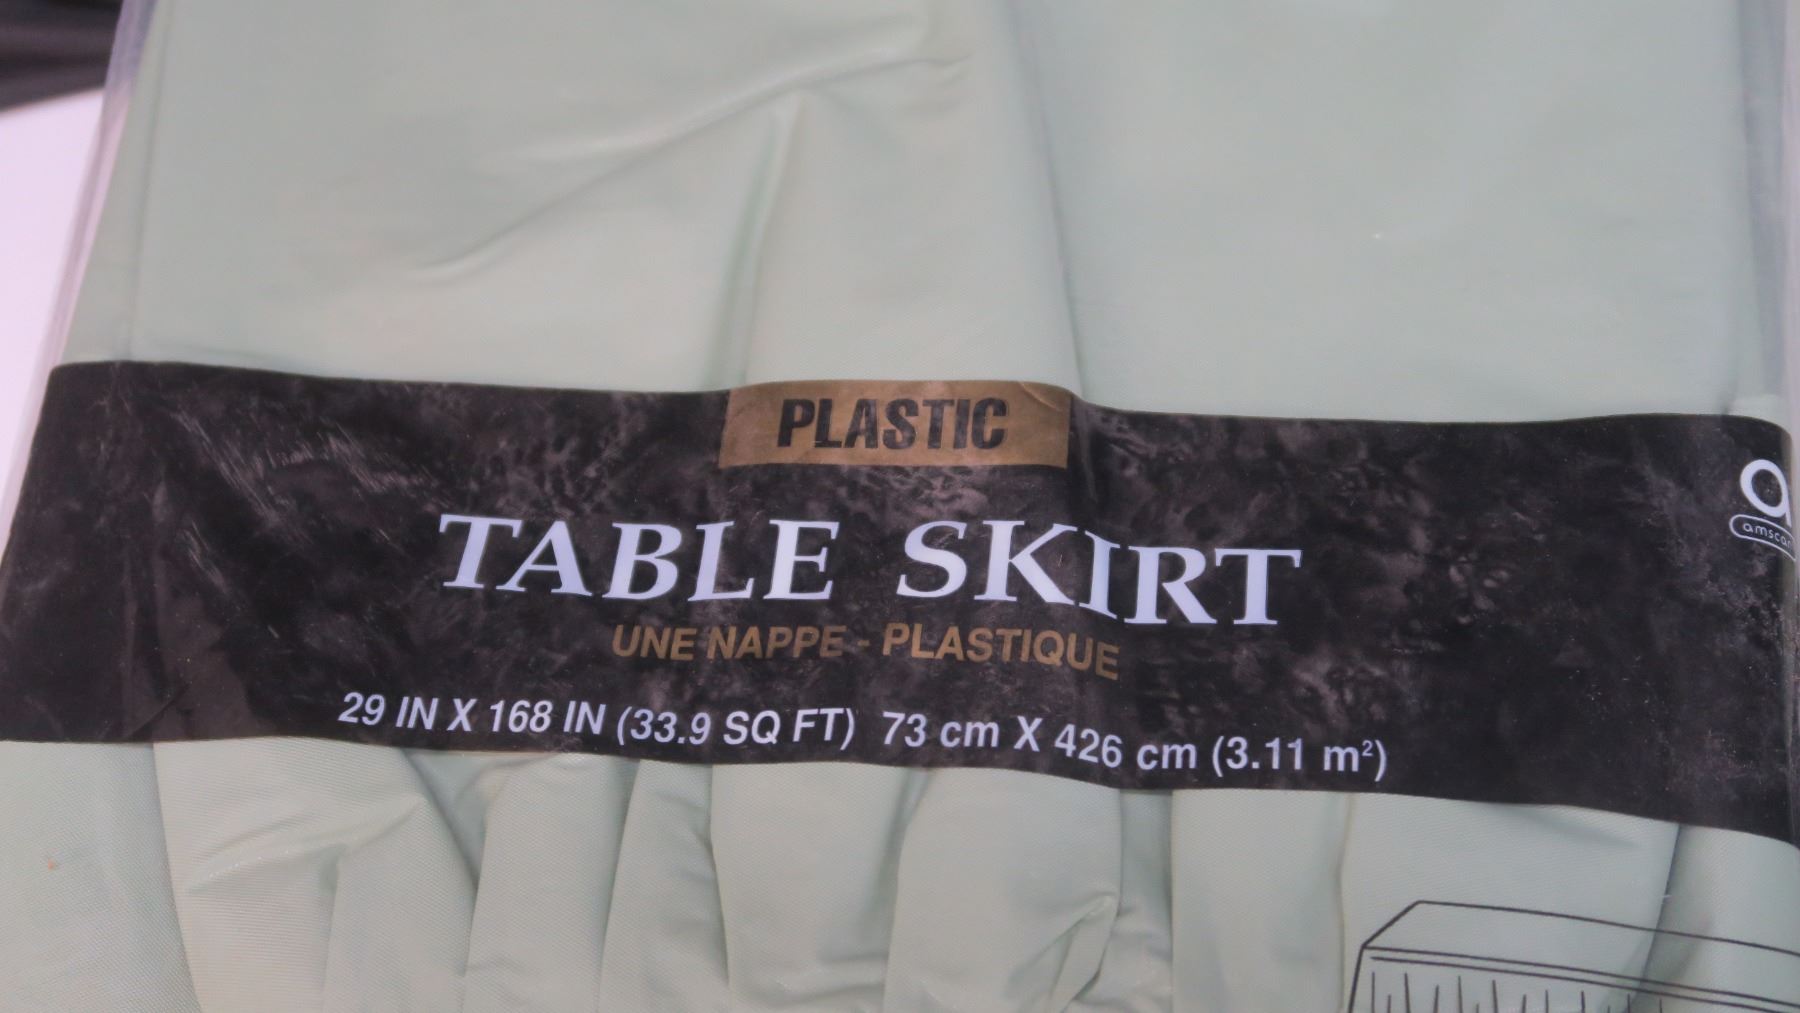 PLASTIC
TABLE SKIRT
UNE NAPPE - PLASTIQUE
29 IN X 168 IN (33.9 SQ FT) 73 cm X 426 cm (3.11 m²)
a
amscan